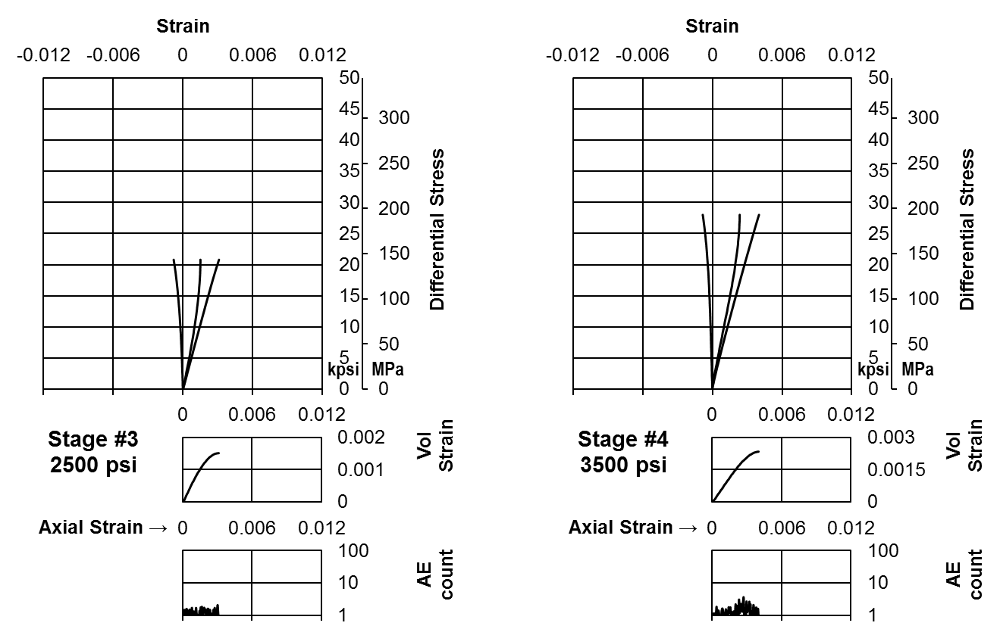 Strain
-0.012 -0.006 0 0.006 0.012
50
45
300
40
35
250
30
200
25
150
20
15
100
10
50
5
kpsi MPa
0 0
Differential Stress
0 0.006 0.012
Stage #3
2500 psi
0.002
0.001
0
Vol
Strain
Axial Strain → 0 0.006 0.012
100
10
1
AE
count
Strain
-0.012 -0.006 0 0.006 0.012
50
45
300
40
35
250
30
200
25
150
20
15
100
10
50
5
kpsi MPa
0 0
Differential Stress
0 0.006 0.012
Stage #4
3500 psi
0.003
0.0015
0
Vol
Strain
Axial Strain → 0 0.006 0.012
100
10
1
AE
count